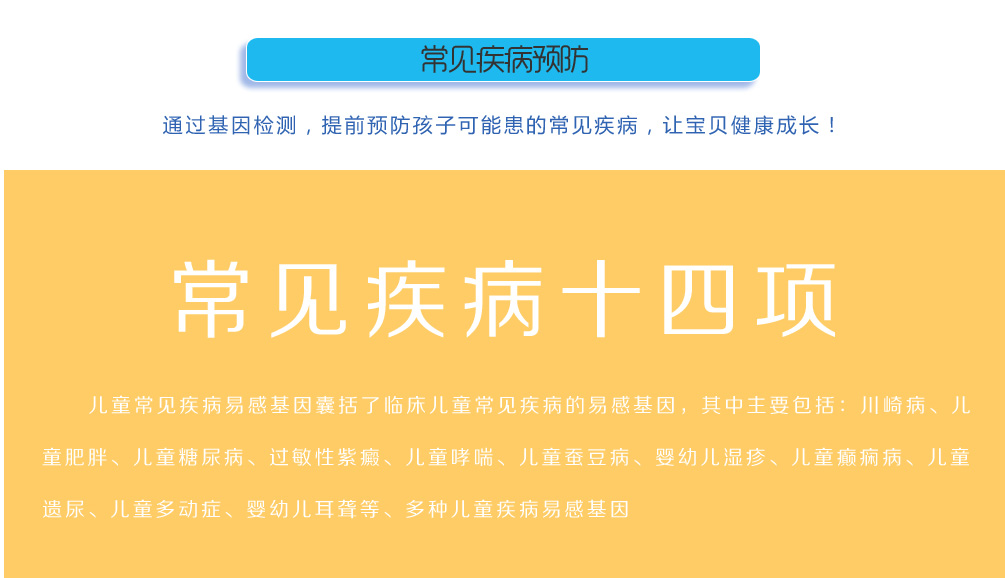 常见疾病预防
通过基因检测，提前预防孩子可能患的常见疾病，让宝贝健康成长！
常见疾病十四项
儿童常见疾病易感基因囊括了临床儿童常见疾病的易感基因，其中主要包括：川崎病、儿
童肥胖、儿童糖尿病、过敏性紫癜、儿童哮喘、儿童蚕豆病、婴幼儿湿疹、儿童癫痫病、儿童
遗尿、儿童多动症、婴幼儿耳聋等、多种儿童疾病易感基因